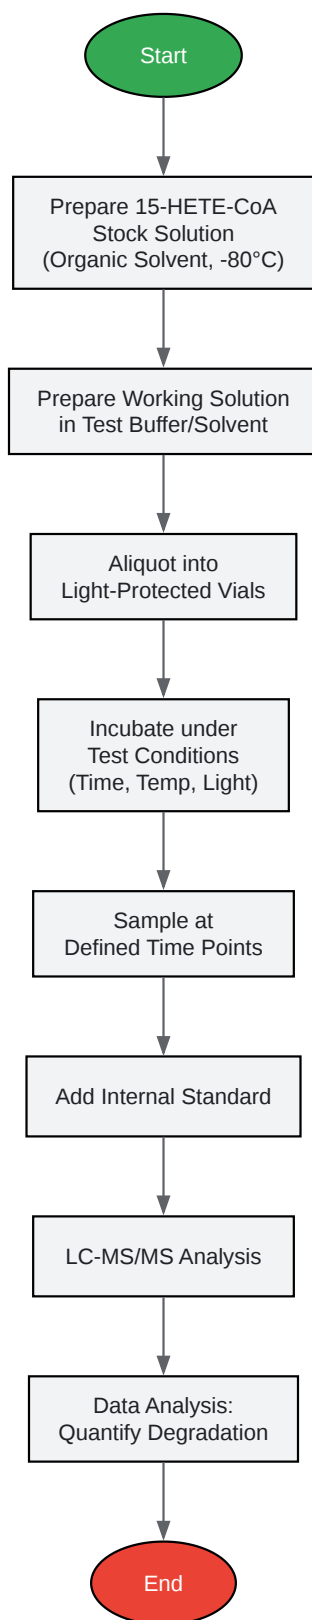 Start
Prepare 15-HETE-CoA
Stock Solution
(Organic Solvent, -80°C)
Prepare Working Solution
in Test Buffer/Solvent
Aliquot into
Light-Protected Vials
Incubate under
Test Conditions
(Time, Temp, Light)
Sample at
Defined Time Points
Add Internal Standard
LC-MS/MS Analysis
Data Analysis:
Quantify Degradation
End